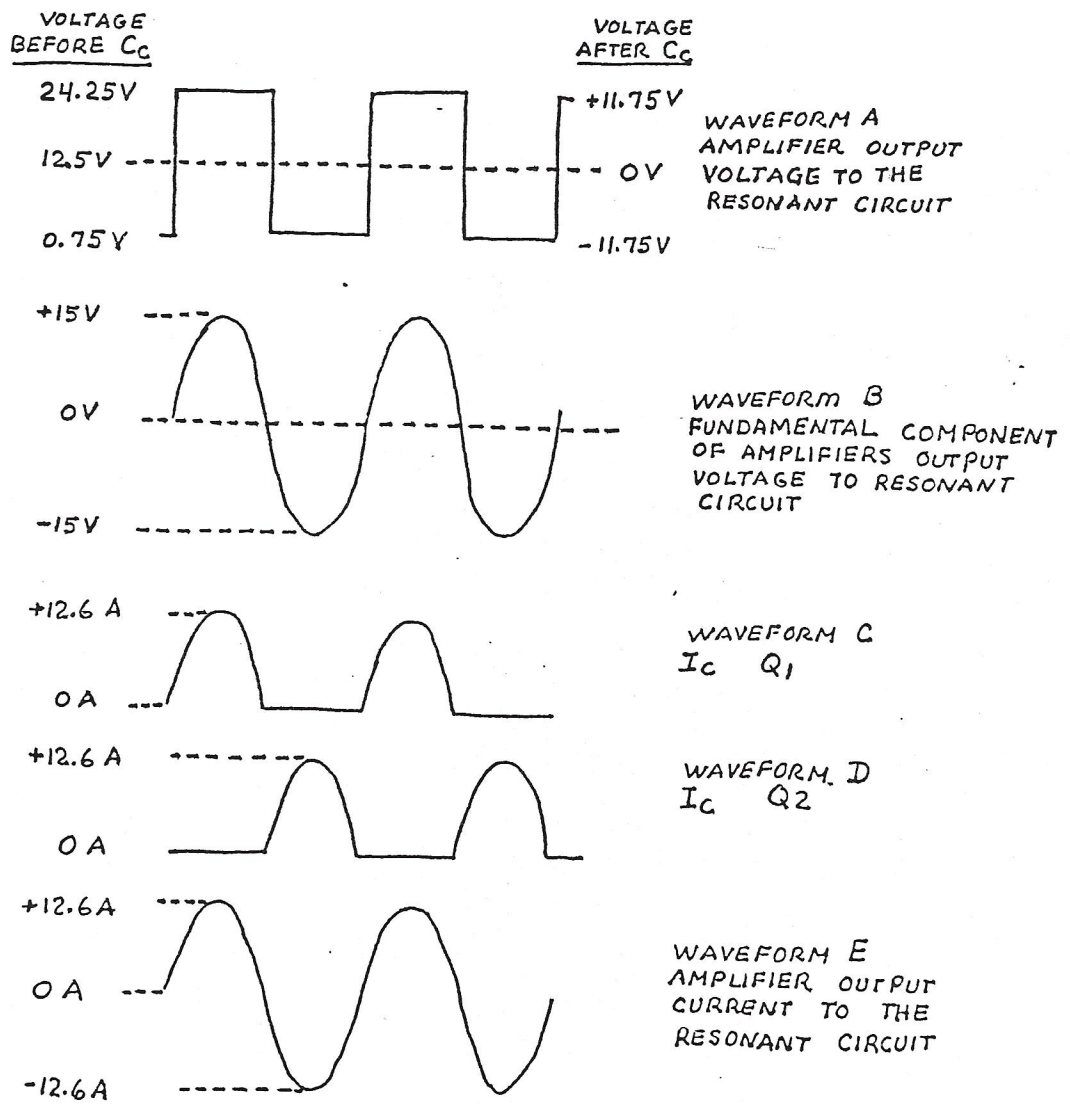 VOLTAGE
BEFORE Cc
VOLTAGE
AFTER Cc
24.25V
+11.75V
12.5V
0V
0.75V
-11.75V
WAVEFORM A
AMPLIFIER OUTPUT
VOLTAGE TO THE
RESONANT CIRCUIT
+15V
0V
-15V
WAVEFORM B
FUNDAMENTAL COMPONENT
OF AMPLIFIERS OUTPUT
VOLTAGE TO RESONANT
CIRCUIT
+12.6 A
0A
WAVEFORM C
Ic Q1
+12.6 A
0A
WAVEFORM. D
Ic Q2
+12.6A
0A
-12.6A
WAVEFORM E
AMPLIFIER OUTPUT
CURRENT TO THE
RESONANT CIRCUIT